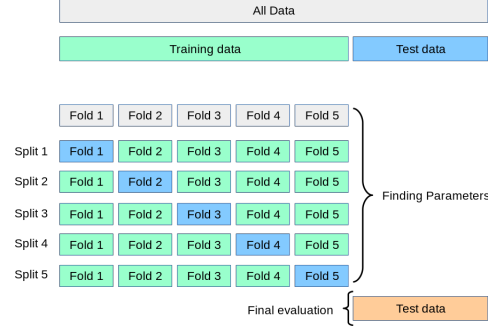 All Data
Training data Test data
Fold 1 Fold 2 Fold 3 Fold 4 Fold 5
Split 1 Fold 1 Fold 2 Fold 3 Fold 4 Fold 5
Split 2 Fold 1 Fold 2 Fold 3 Fold 4 Fold 5
Finding Parameters
Split 3 Fold 1 Fold 2 Fold 3 Fold 4 Fold 5
Split 4 Fold 1 Fold 2 Fold 3 Fold 4 Fold 5
Split 5 Fold 1 Fold 2 Fold 3 Fold 4 Fold 5
Final evaluation Test data